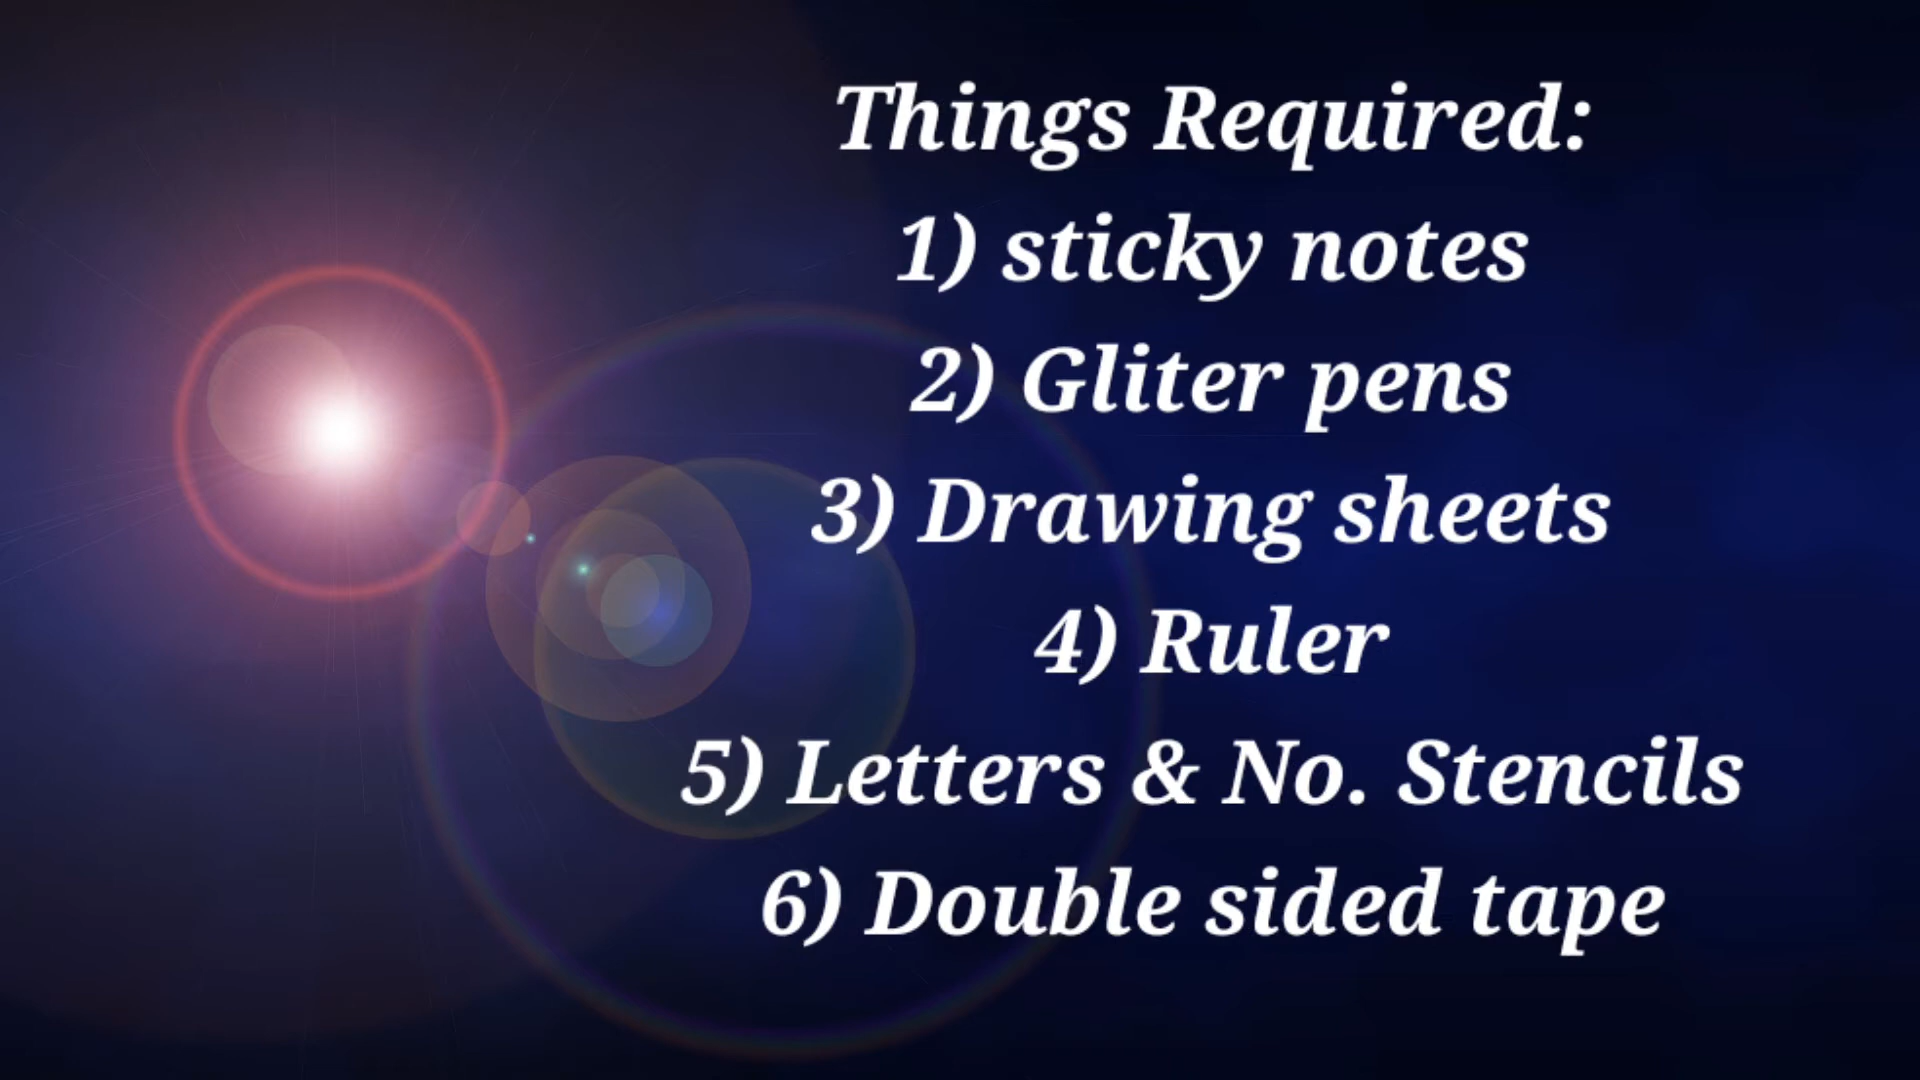 Things Required:
1) sticky notes
2) Gliter pens
3) Drawing sheets
4) Ruler
5) Letters & No. Stencils
6) Double sided tape